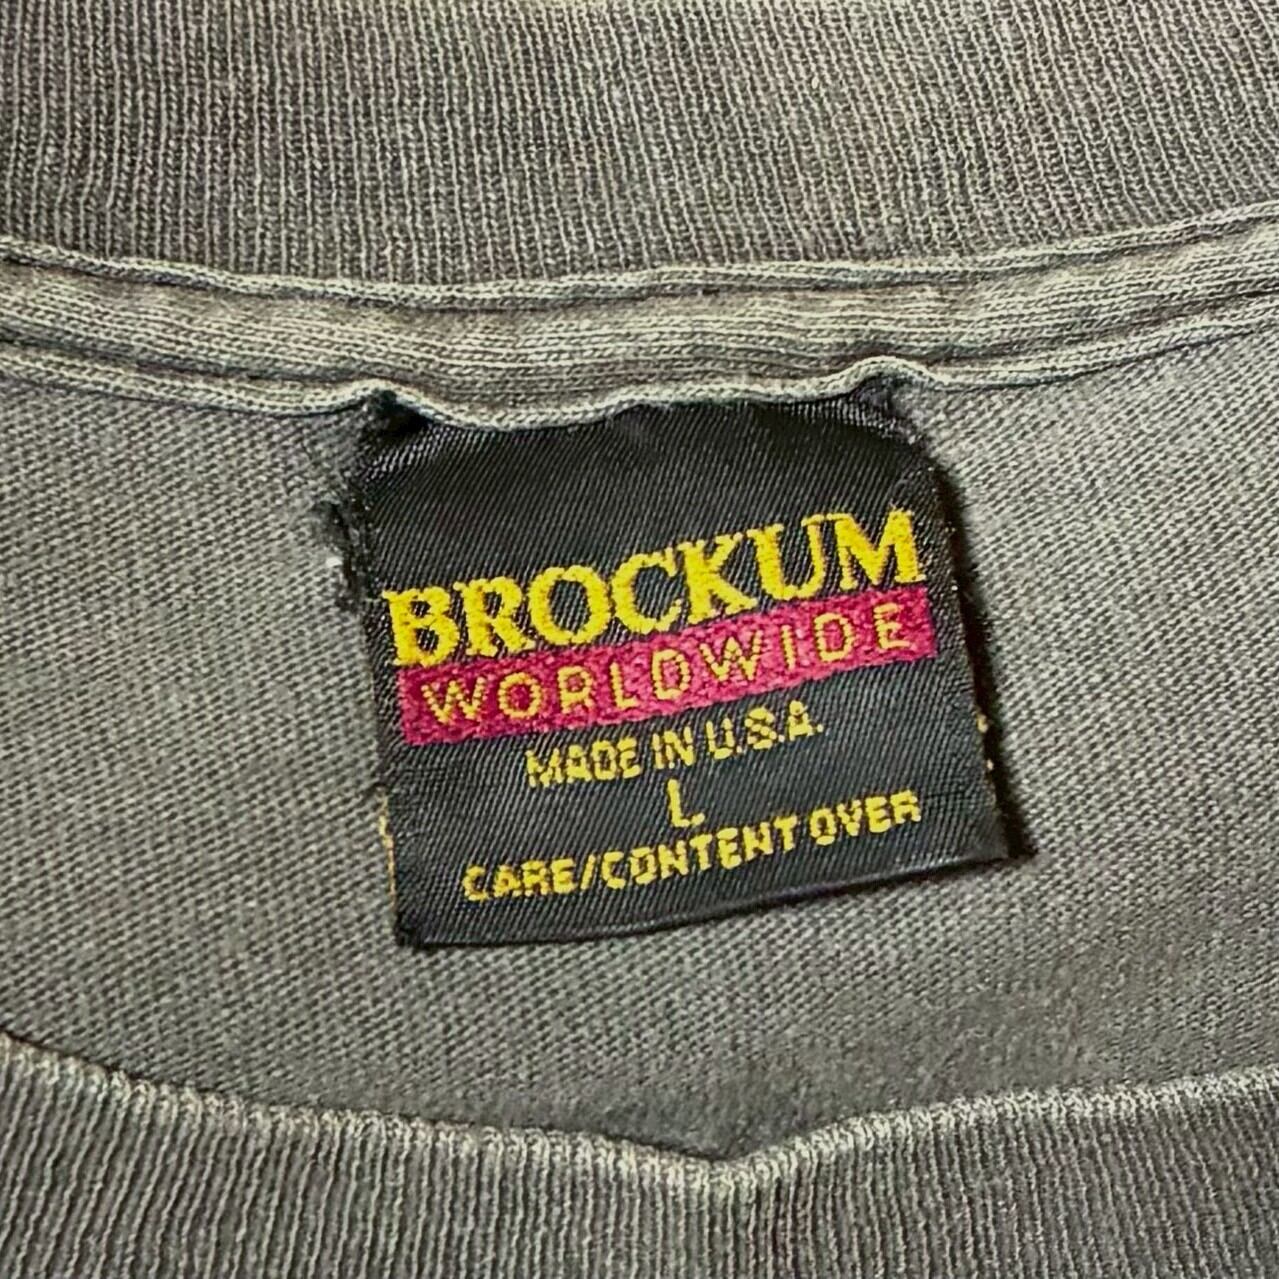 BROCKUM
WORLDWIDE
MADE IN U.S.A.
L
CARE/CONTENT OVER